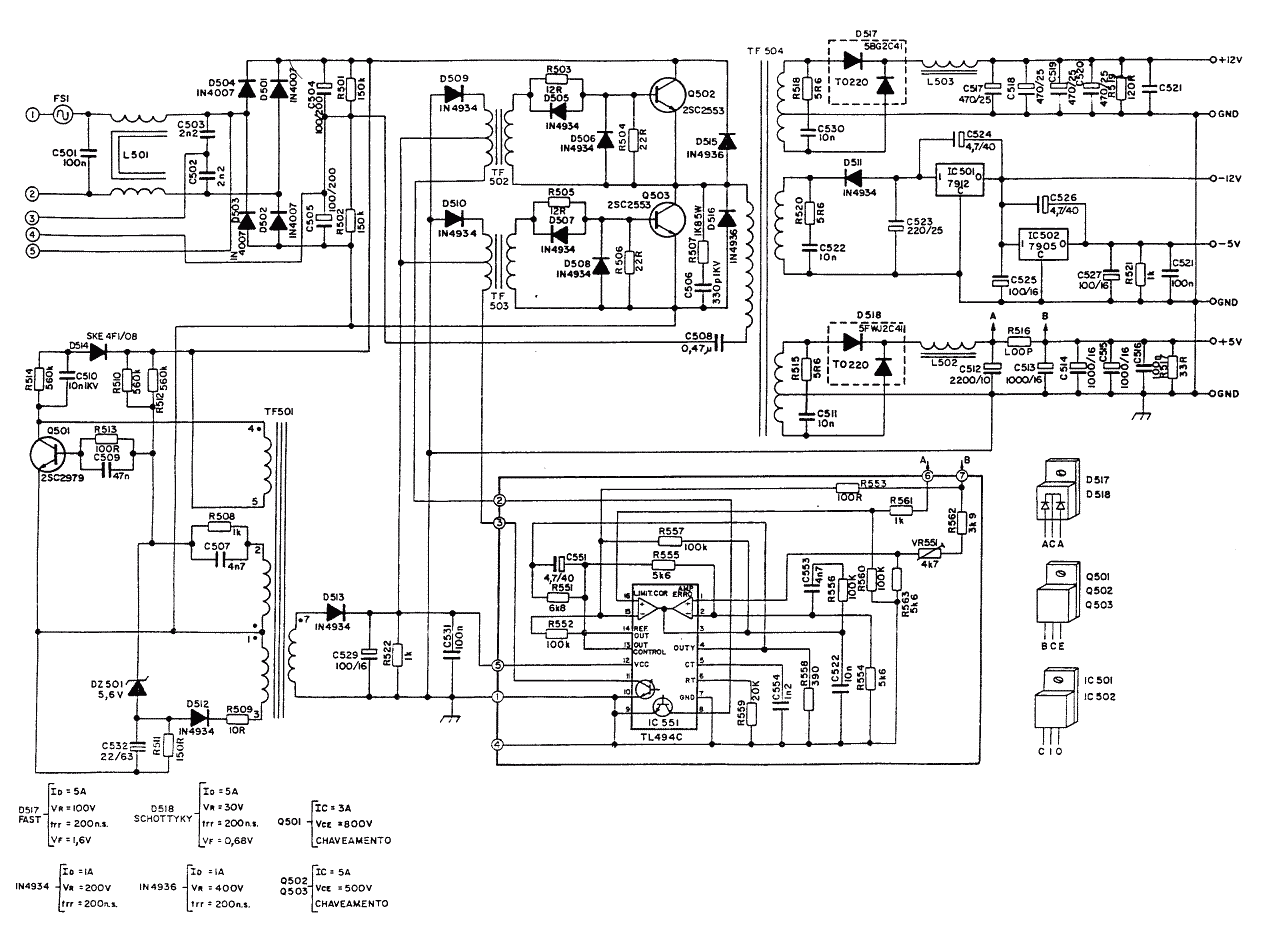 1
FS1
C501
100n
L501
C503
2n2
C502
2n2
2
3
4
5
D504
IN4007
D501
IN4007
D503
IN4007
D502
IN4007
C504
100/200
R501
150k
C505
100/200
R502
150k
D509
IN4934
D510
IN4934
TF
502
TF
503
R503
12R
D505
IN4934
D506
IN4934
R504
22R
Q502
2SC2553
D515
IN4936
R505
12R
D507
IN4934
D508
IN4934
R506
22R
Q503
2SC2553
R507
1K85W
C506
330p1KV
D516
IN4936
C508
0,47µ
TF 504
D517
5BG2C41
TO220
R518
5R6
C530
10n
L503
C517
470/25
C518
470/25
C519
470/25
C520
470/25
R519
120R
C521
+12V
GND
D511
IN4934
R520
5R6
C522
10n
C523
220/25
C524
4,7/40
I
IC501
7912
O
C
-12V
C526
4,7/40
I
IC502
7905
O
C
C525
100/16
C527
100/16
R521
1k
C521
100n
-5V
GND
D518
5FWJ2C41
TO220
R515
5R6
C511
10n
L502
C512
2200/10
A
R516
LOOP
B
C513
1000/16
C514
1000/16
C515
1000/16
C516
100n
R517
33R
+5V
GND
SKE 4F1/08
D514
R514
560k
C510
10n1KV
R510
560k
R512
560k
Q501
2SC2979
R513
100R
C509
47n
TF501
4
5
R508
1k
C507
4n7
2
1
3
DZ501
5,6V
D512
IN4934
R509
10R
C532
22/63
R511
150R
7
D513
IN4934
C529
100/16
R522
1k
C531
100n
2
3
5
1
4
A
6
B
7
R553
100R
R561
1k
R562
3k9
VR551
4k7
R557
100k
R555
5k6
C551
4,7/40
R551
6k8
R552
100k
C553
4n7
R556
100K
R560
100K
R563
5k6
LIMIT.COR
AMP
ERRO
16
15
14
REF
OUT
13
OUT
CONTROL
12
VCC
11
10
9
1
2
3
4
OUTY
5
CT
6
RT
7
GND
8
IC 551
TL494C
R559
20K
C554
1n2
R558
390
C522
10n
R554
5k6
D517
D518
A C A
Q501
Q502
Q503
B C E
IC 501
IC 502
C I O
D517
FAST
ID = 5A
VR = 100V
trr = 200n.s.
VF = 1,6V
D518
SCHOTTYKY
ID = 5A
VR = 30V
trr = 200n.s.
VF = 0,68V
Q501
IC = 3A
VCE = 800V
CHAVEAMENTO
IN4934
ID = 1A
VR = 200V
trr = 200n.s.
IN4936
ID = 1A
VR = 400V
trr = 200n.s.
Q502
Q503
IC = 5A
VCE = 500V
CHAVEAMENTO